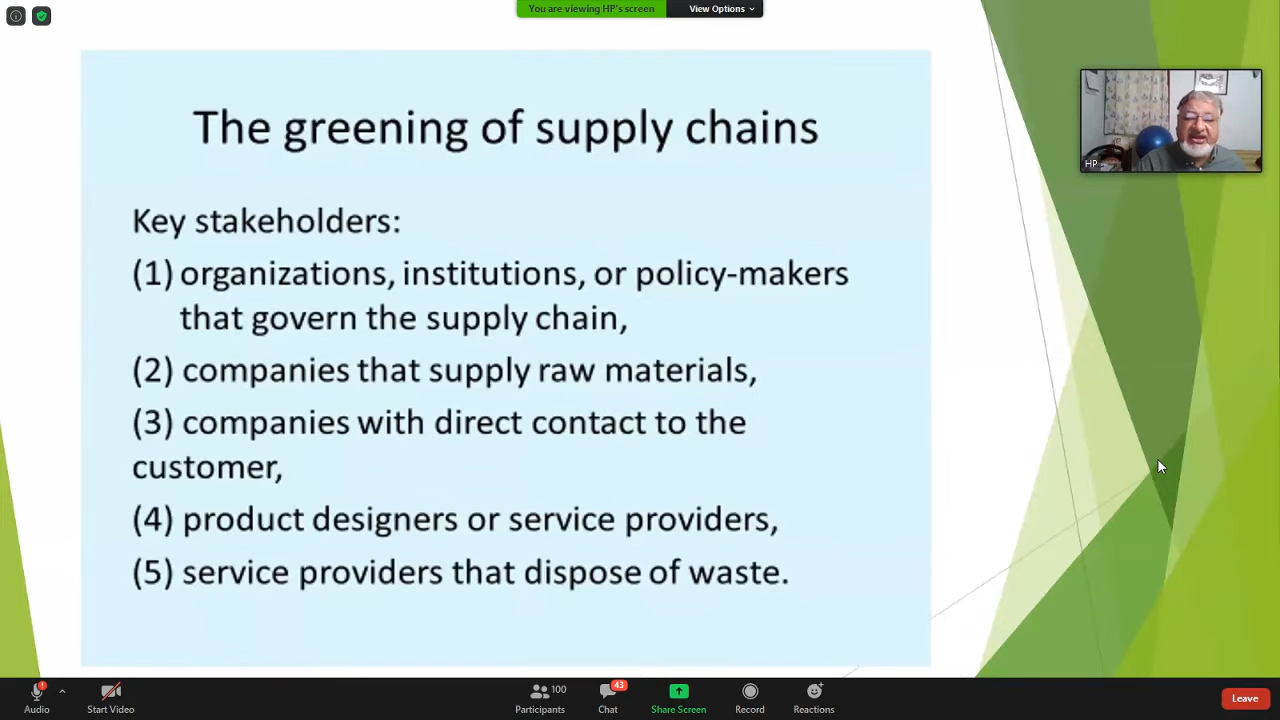 You are viewing HP's screen
View Options
The greening of supply chains
Key stakeholders:
(1) organizations, institutions, or policy-makers
that govern the supply chain,
(2) companies that supply raw materials,
(3) companies with direct contact to the
customer,
(4) product designers or service providers,
(5) service providers that dispose of waste.
HP
Audio
Start Video
100
Participants
43
Chat
Share Screen
Record
Reactions
Leave